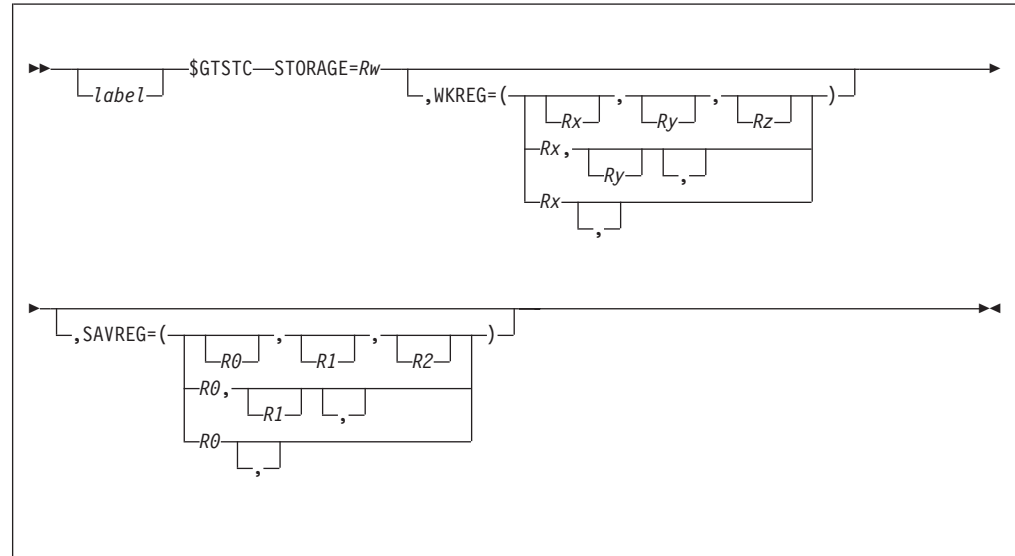 $GTSTC STORAGE=Rw
label
,WKREG=( , , )
Rx Ry Rz
Rx,
Ry ,
Rx
,
,SAVREG=( , , )
R0 R1 R2
R0,
R1 ,
R0
,